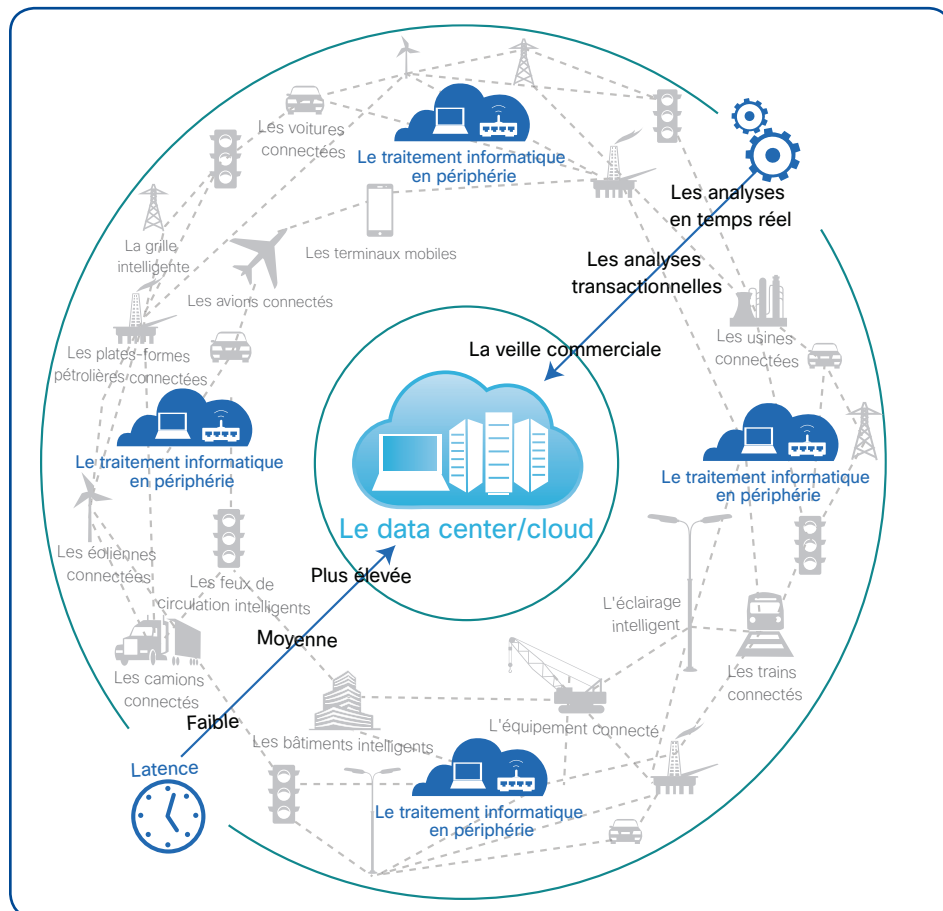 Les voitures
connectées
Le traitement informatique
en périphérie
Les analyses
en temps réel
La grille
intelligente
Les terminaux mobiles
Les analyses
transactionnelles
Les avions connectés
Les plates-formes
pétrolières connectées
La veille commerciale
Les usines
connectées
Le traitement informatique
en périphérie
Le traitement informatique
en périphérie
Le data center/cloud
Les éoliennes
connectées
Les feux de
circulation intelligents
Plus élevée
Moyenne
L'éclairage
intelligent
Les camions
connectés
Les trains
connectés
Faible
Les bâtiments intelligents
L'équipement connecté
Latence
Le traitement informatique
en périphérie